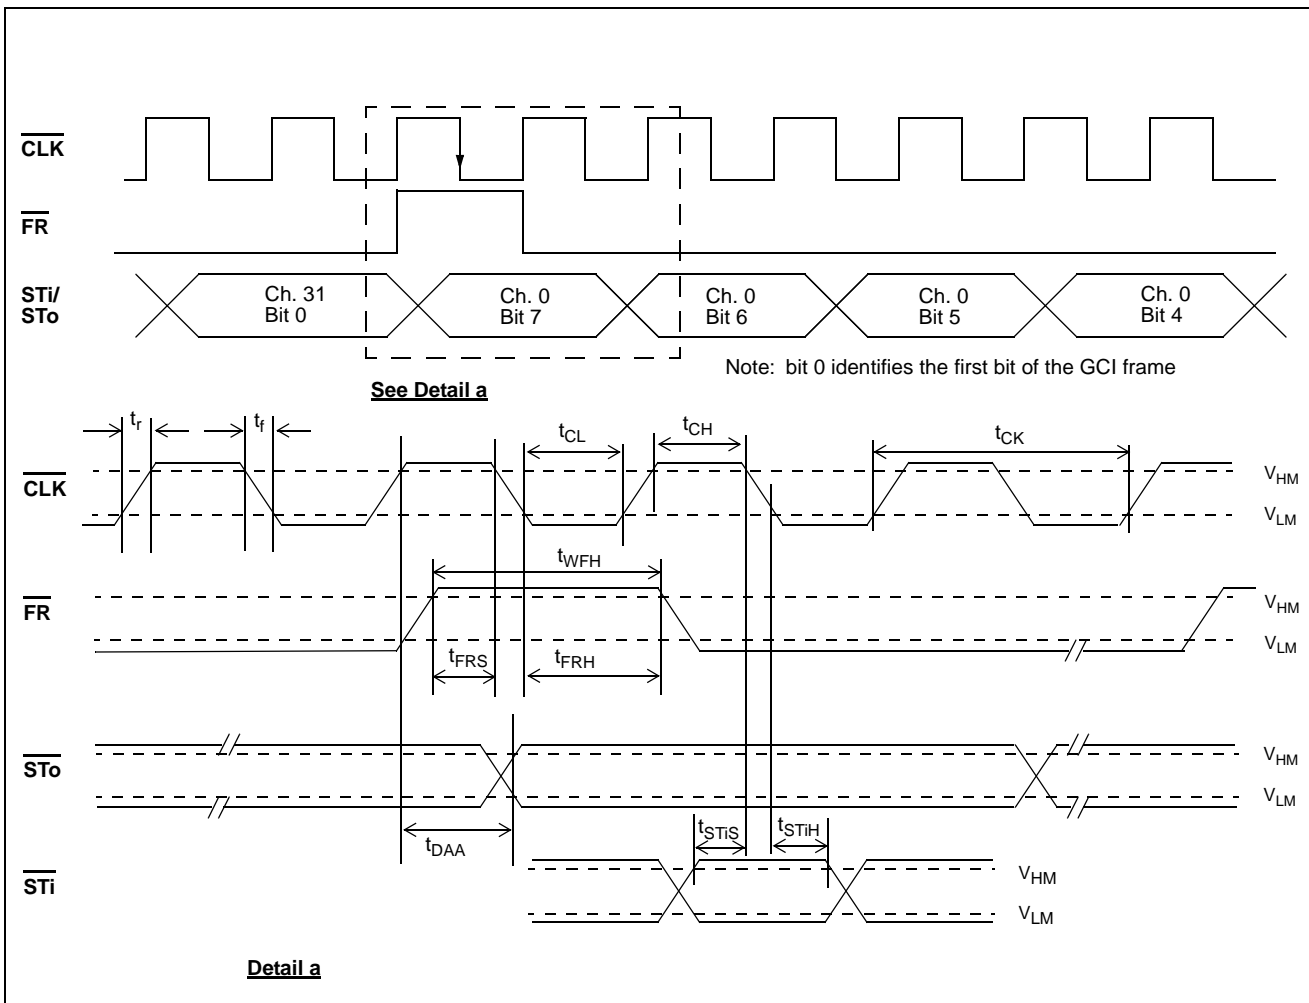 CLK
FR
STi/
STo
Ch. 31
Bit 0
Ch. 0
Bit 7
Ch. 0
Bit 6
Ch. 0
Bit 5
Ch. 0
Bit 4
Note: bit 0 identifies the first bit of the GCI frame
See Detail a
tr
tf
tCL
tCH
tCK
CLK
VHM
VLM
tWFH
FR
VHM
VLM
tFRS
tFRH
STo
VHM
VLM
tDAA
tSTiS
tSTiH
STi
VHM
VLM
Detail a